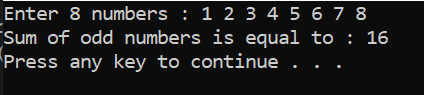 Enter 8 numbers : 1 2 3 4 5 6 7 8
Sum of odd numbers is equal to : 16
Press any key to continue . . .